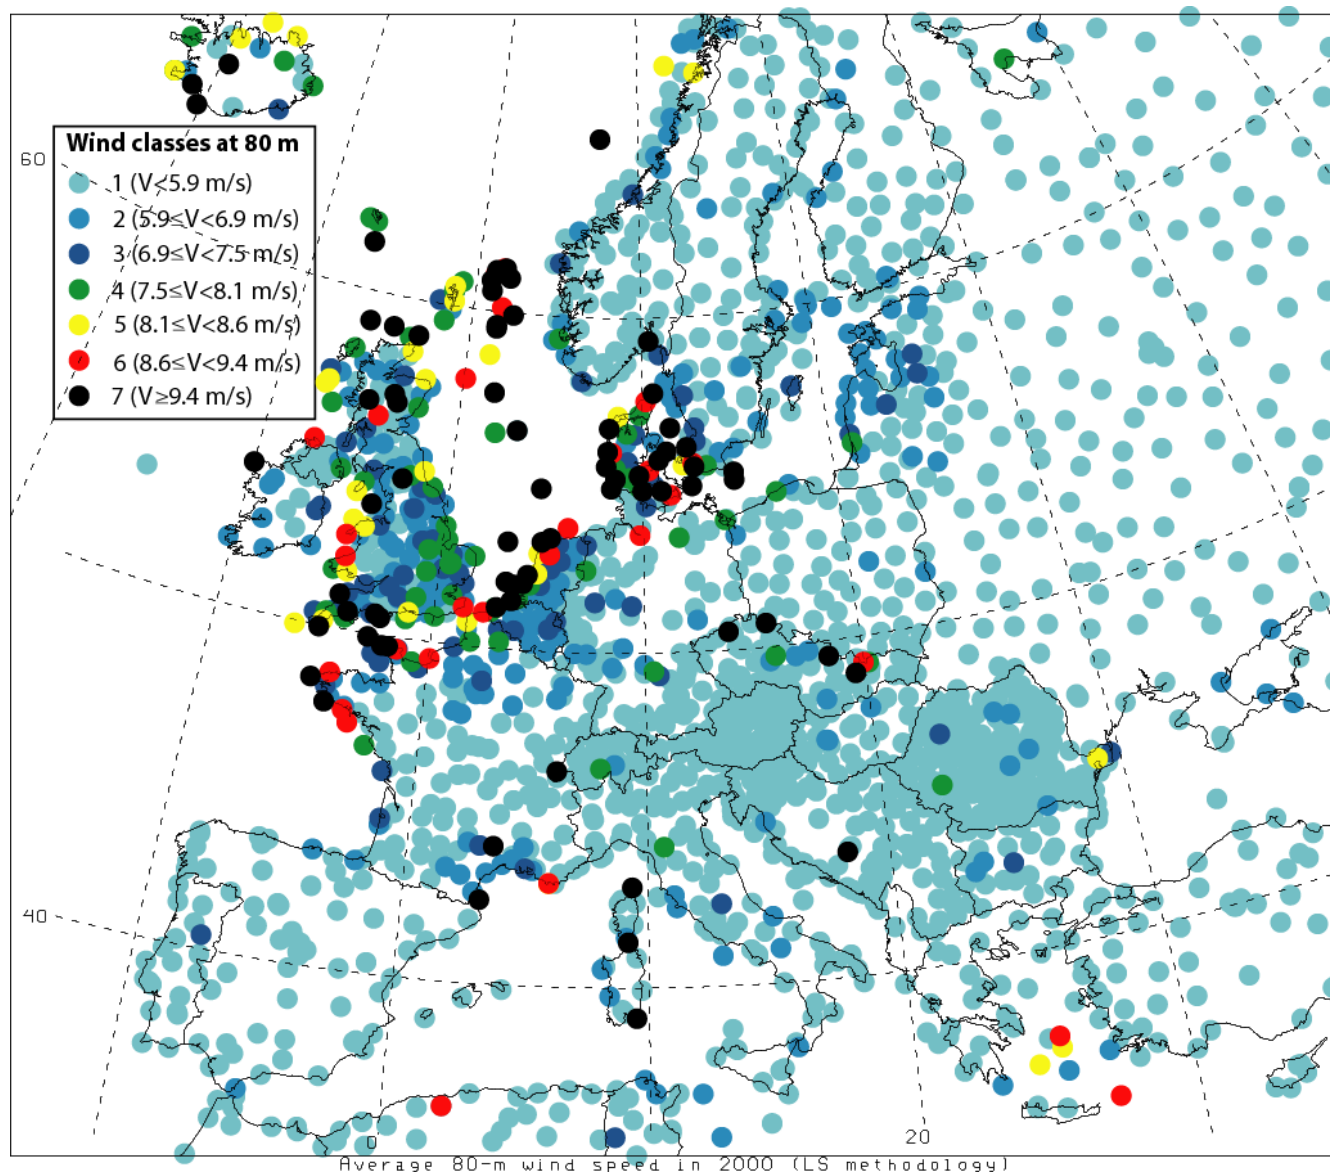 60
Wind classes at 80 m
1 (V<5.9 m/s)
2 (5.9≤V<6.9 m/s)
3 (6.9≤V<7.5 m/s)
4 (7.5≤V<8.1 m/s)
5 (8.1≤V<8.6 m/s)
6 (8.6≤V<9.4 m/s)
7 (V≥9.4 m/s)
40
0
20
Average 80-m wind speed in 2000 (LS methodology)